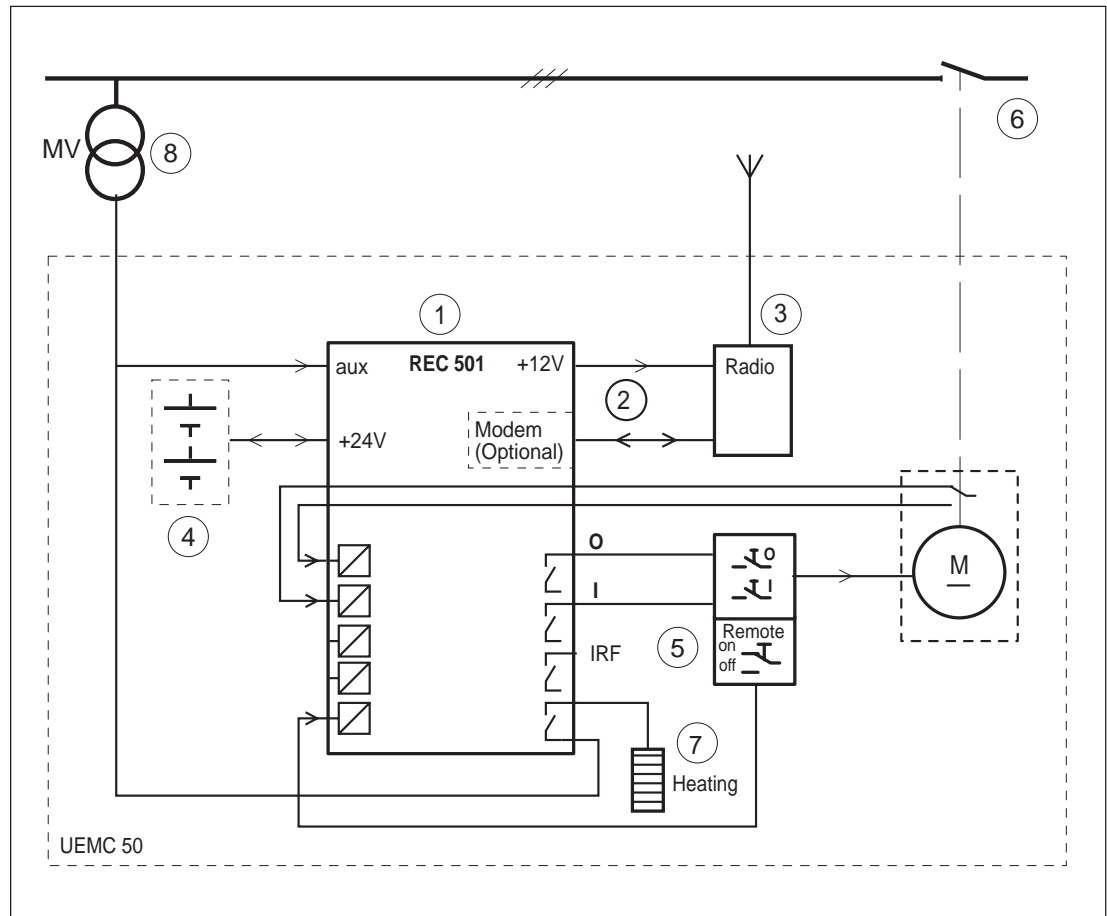 6
MV
8
1
3
aux
REC 501
+12V
Radio
2
+24V
Modem
(Optional)
4
O
I
O
I
M
Remote
on
off
5
IRF
7
Heating
UEMC 50